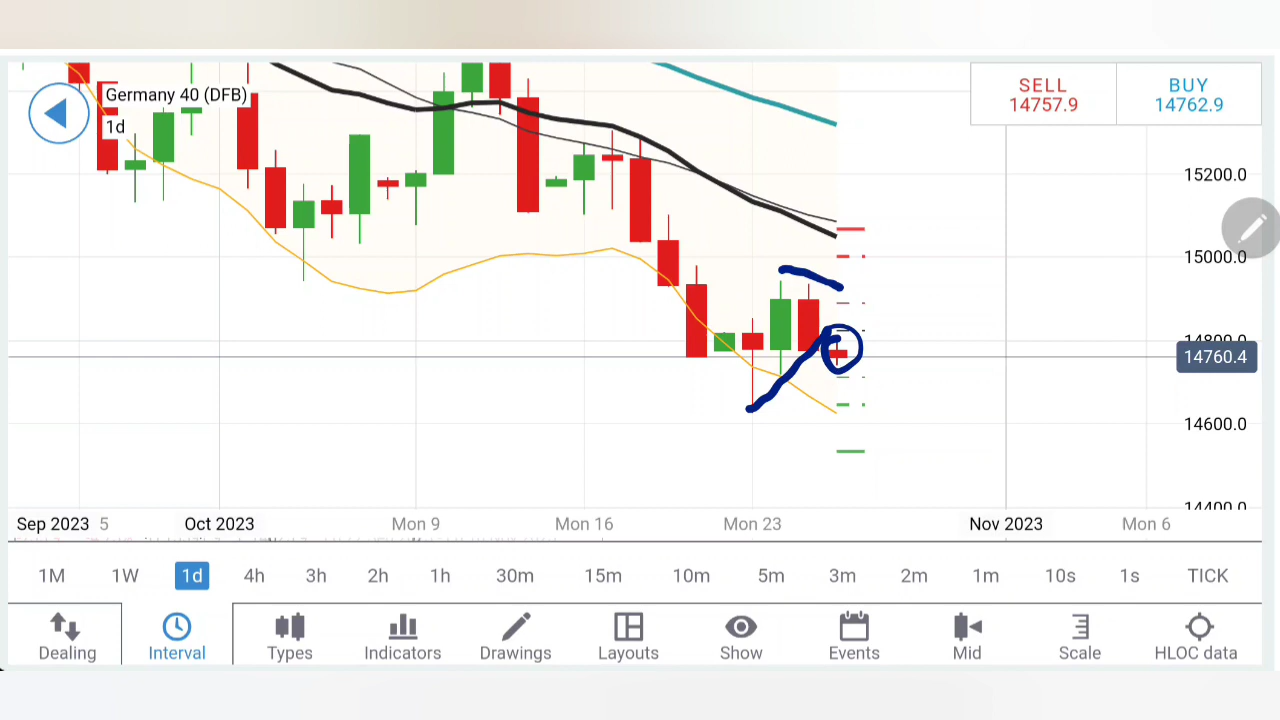 Germany 40 (DFB)
1d
SELL
14757.9
BUY
14762.9
15200.0
15000.0
14800.0
14760.4
14600.0
14400.0
Sep 2023 5 Oct 2023 Mon 9 Mon 16 Mon 23 Nov 2023 Mon 6
1M 1W 1d 4h 3h 2h 1h 30m 15m 10m 5m 3m 2m 1m 10s 1s TICK
Dealing Interval Types Indicators Drawings Layouts Show Events Mid Scale HLOC data